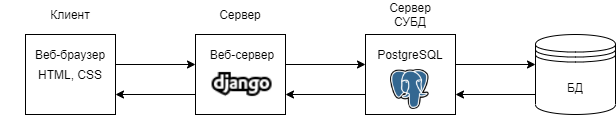 Клиент
Сервер
Сервер
СУБД
Веб-браузер
HTML, CSS
Веб-сервер
django
PostgreSQL
БД